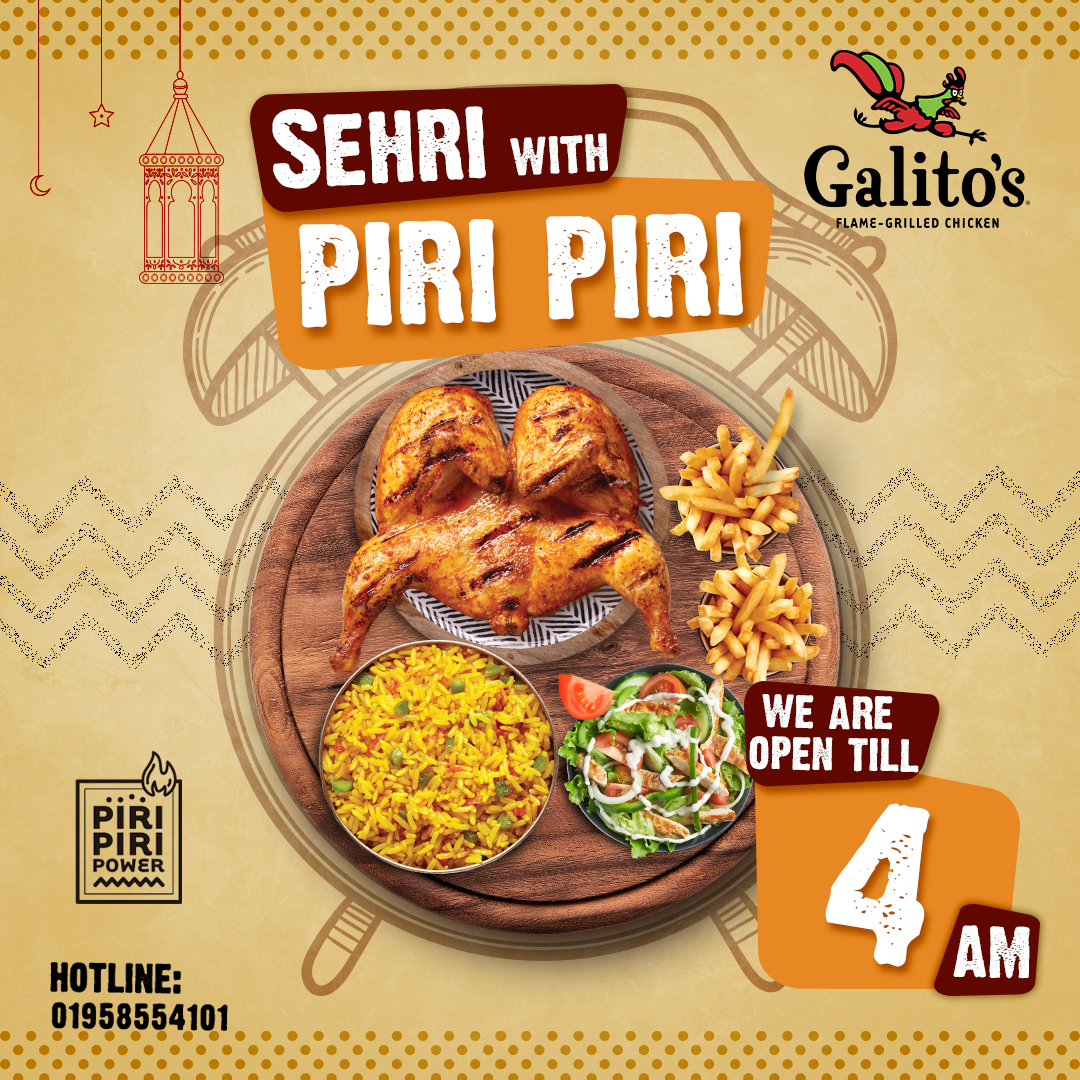 SEHRI WITH
PIRI PIRI
Galito's
FLAME-GRILLED CHICKEN
WE ARE
OPEN TILL
4
AM
PIRI
PIRI
POWER
HOTLINE:
01958554101